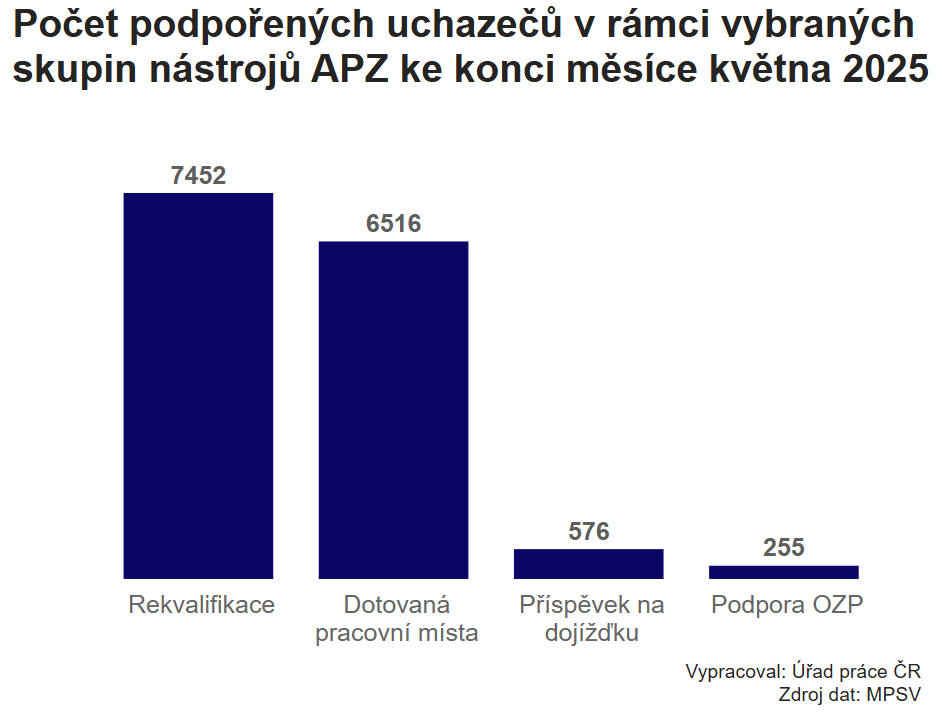 Počet podpořených uchazečů v rámci vybraných
skupin nástrojů APZ ke konci měsíce května 2025
7452
6516
576
255
Rekvalifikace
Dotovaná
pracovní místa
Příspěvek na
dojížďku
Podpora OZP
Vypracoval: Úřad práce ČR
Zdroj dat: MPSV